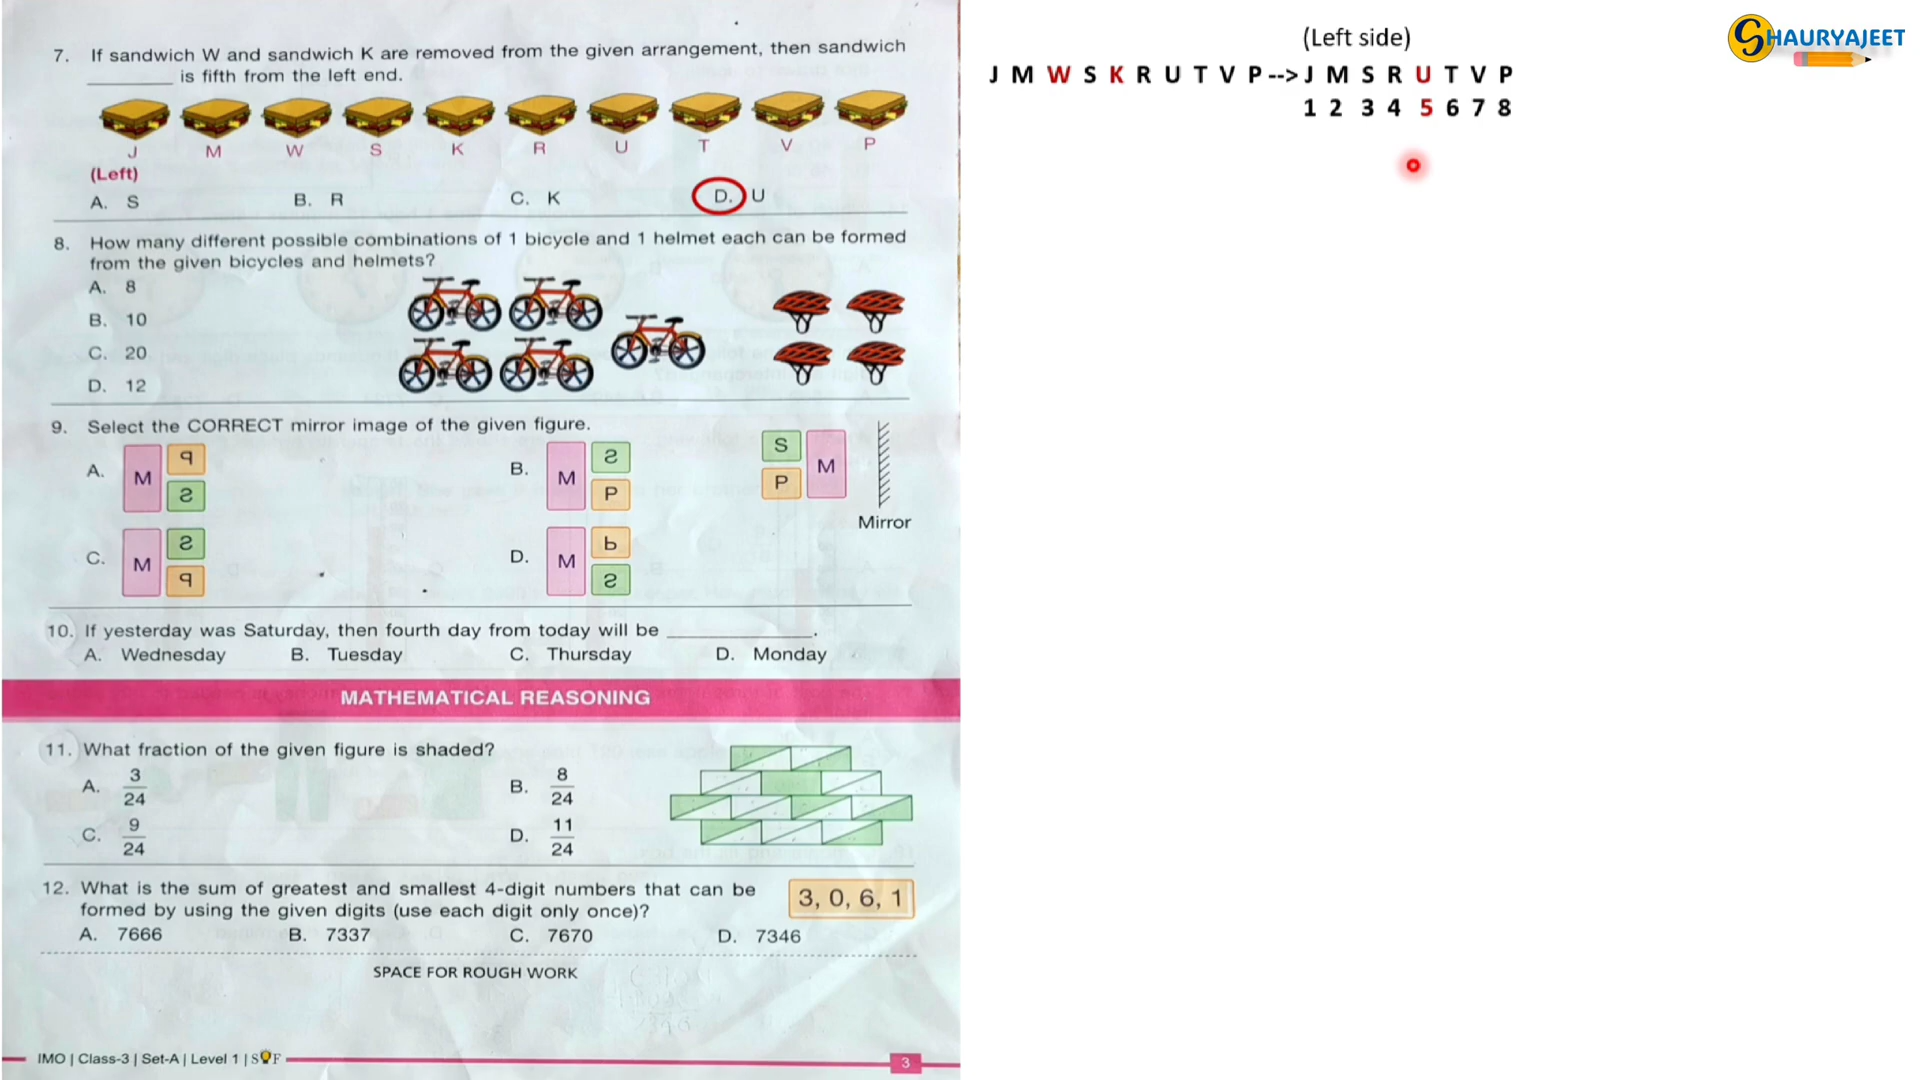 7. If sandwich W and sandwich K are removed from the given arrangement, then sandwich
_________ is fifth from the left end.
J M W S K R U T V P
(Left)
A. S B. R C. K D. U
8. How many different possible combinations of 1 bicycle and 1 helmet each can be formed
from the given bicycles and helmets?
A. 8
B. 10
C. 20
D. 12
9. Select the CORRECT mirror image of the given figure.
A. M q S
B. M S P
S M
P
Mirror
C. M S q
D. M b S
10. If yesterday was Saturday, then fourth day from today will be _______________.
A. Wednesday B. Tuesday C. Thursday D. Monday
MATHEMATICAL REASONING
11. What fraction of the given figure is shaded?
A. 3/24 B. 8/24
C. 9/24 D. 11/24
12. What is the sum of greatest and smallest 4-digit numbers that can be
formed by using the given digits (use each digit only once)?
3, 0, 6, 1
A. 7666 B. 7337 C. 7670 D. 7346
SPACE FOR ROUGH WORK
IMO | Class-3 | Set-A | Level 1 | SOF
3
(Left side)
J M W S K R U T V P --> J M S R U T V P
1 2 3 4 5 6 7 8
SHAURYAJEET